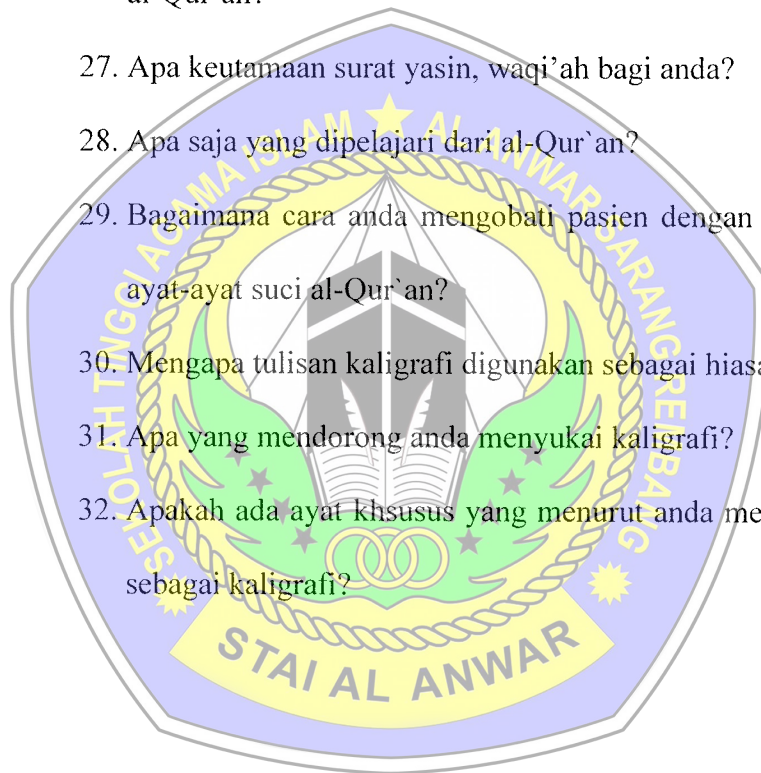 al-Qur`an?
27. Apa keutamaan surat yasin, waqi’ah bagi anda?
28. Apa saja yang dipelajari dari al-Qur`an?
29. Bagaimana cara anda mengobati pasien dengan
ayat-ayat suci al-Qur`an?
30. Mengapa tulisan kaligrafi digunakan sebagai
31. Apa yang mendorong anda menyukai kaligrafi?
32. Apakah ada ayat khsusus yang menurut anda
sebagai kaligrafi?
SEKOLAH TINGGI AGAMA ISLAM ★ AL ANWAR SARANG REMBANG
STAI AL ANWAR